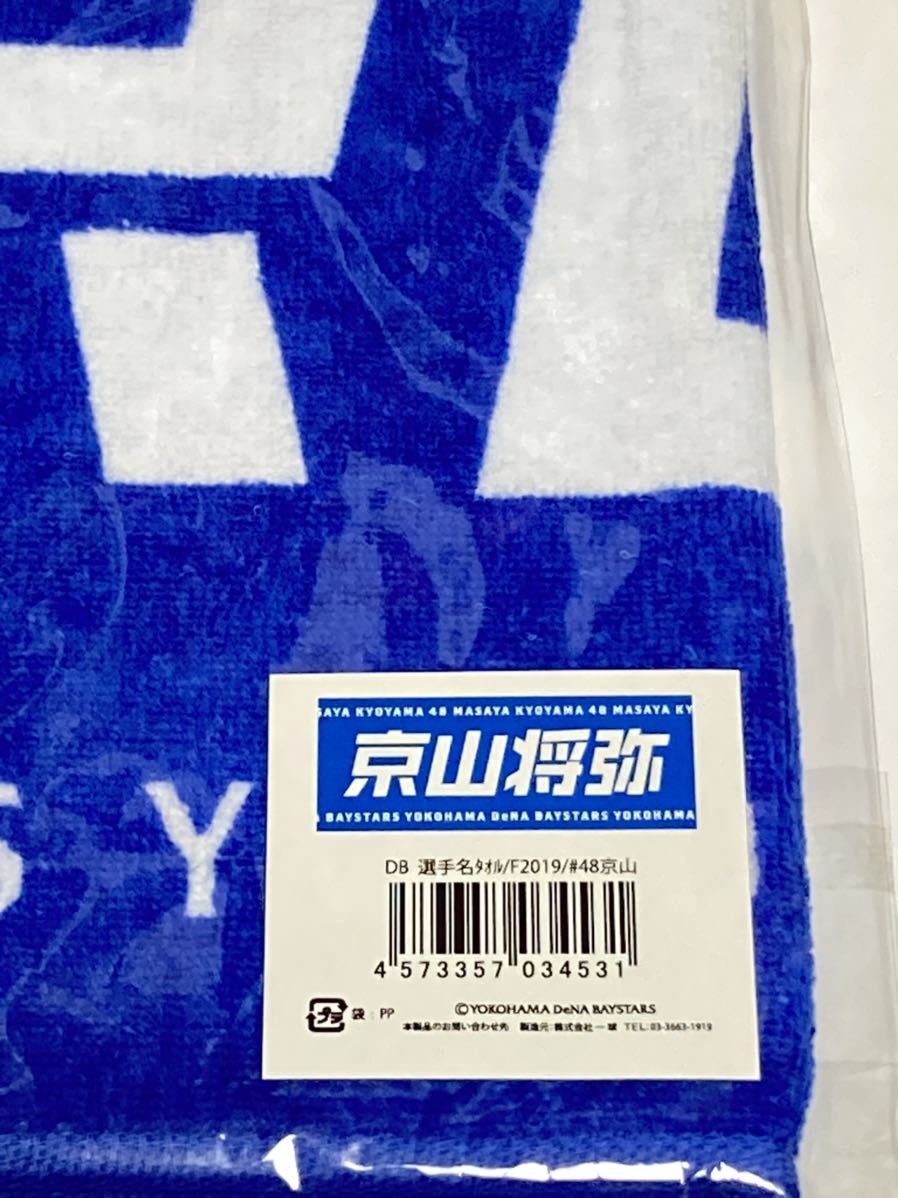 S Y
SAYA KYOYAMA 48 MASAYA KYOYAMA 48 MASAYA KY
京山将弥
BAYSTARS YOKOHAMA DeNA BAYSTARS YOKOHAMA
DB 選手名ﾀｵﾙ/F2019/#48京山
4 573357 034531
プラ 袋：PP
©YOKOHAMA DeNA BAYSTARS
本製品のお問い合わせ先 製造元：株式会社一球 TEL:03-3663-1919